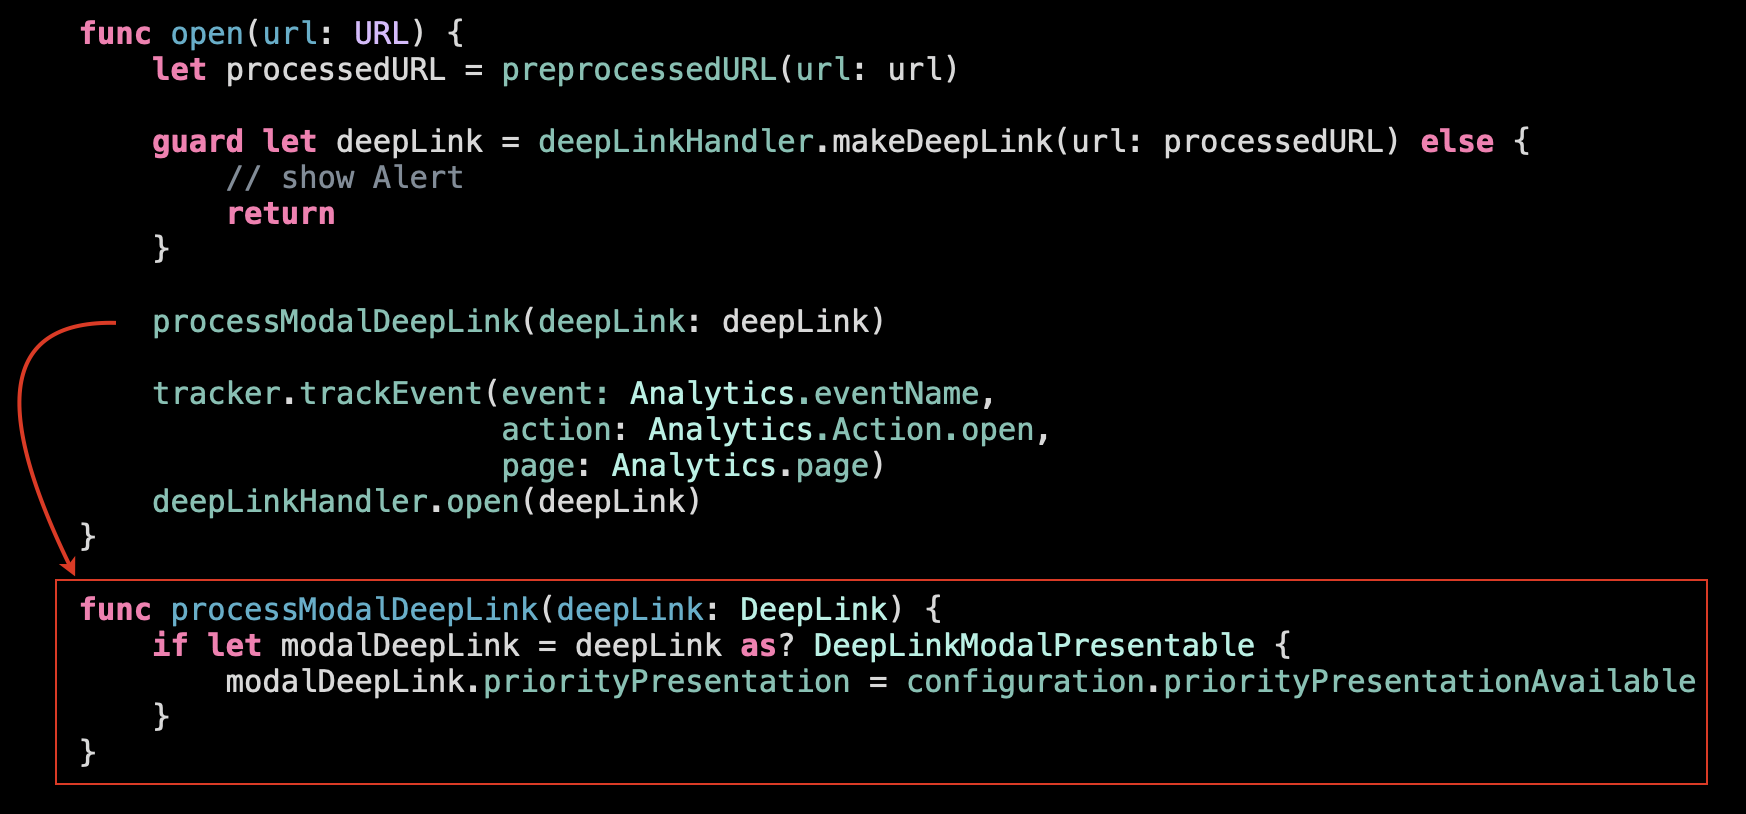 func open(url: URL) {
    let processedURL = preprocessedURL(url: url)
    guard let deepLink = deepLinkHandler.makeDeepLink(url: processedURL) else {
        // show Alert
        return
    }
    processModalDeepLink(deepLink: deepLink)
    tracker.trackEvent(event: Analytics.eventName,
                       action: Analytics.Action.open,
                       page: Analytics.page)
    deepLinkHandler.open(deepLink)
}
func processModalDeepLink(deepLink: DeepLink) {
    if let modalDeepLink = deepLink as? DeepLinkModalPresentable {
        modalDeepLink.priorityPresentation = configuration.priorityPresentationAvailable
    }
}